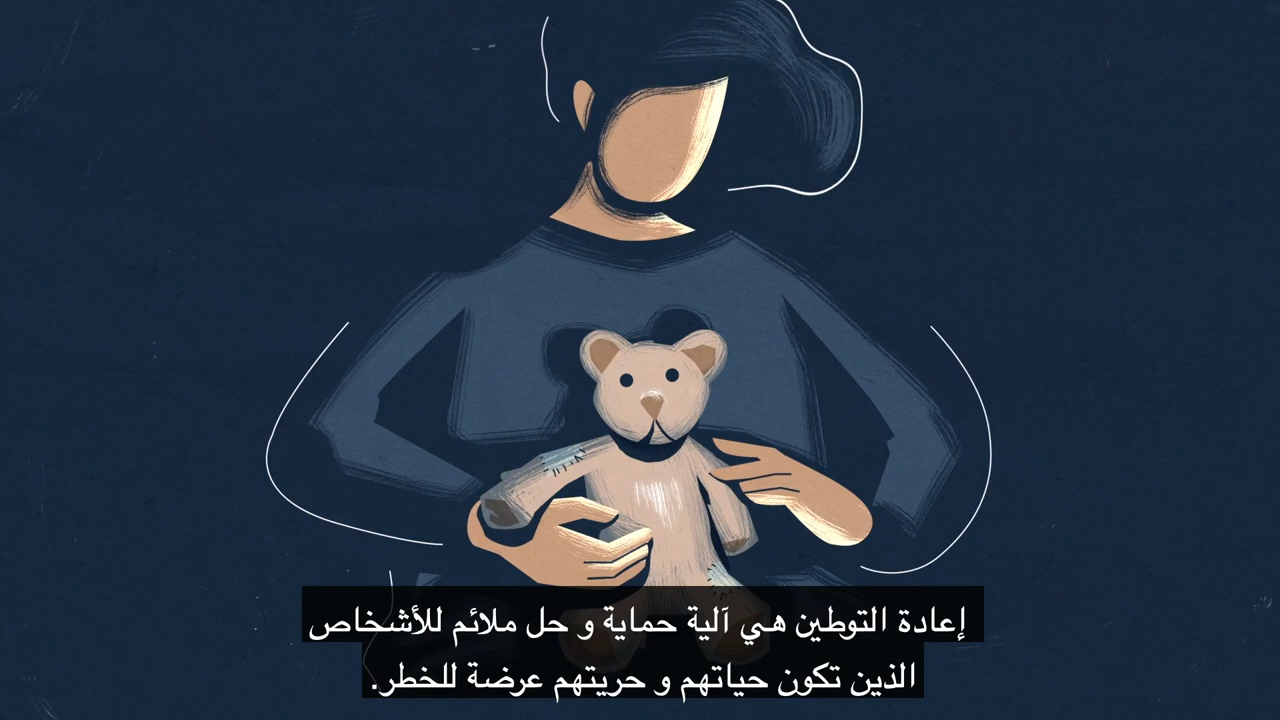 إعادة التوطين هي آلية حماية و حل ملائم للأشخاص
الذين تكون حياتهم و حريتهم عرضة للخطر.